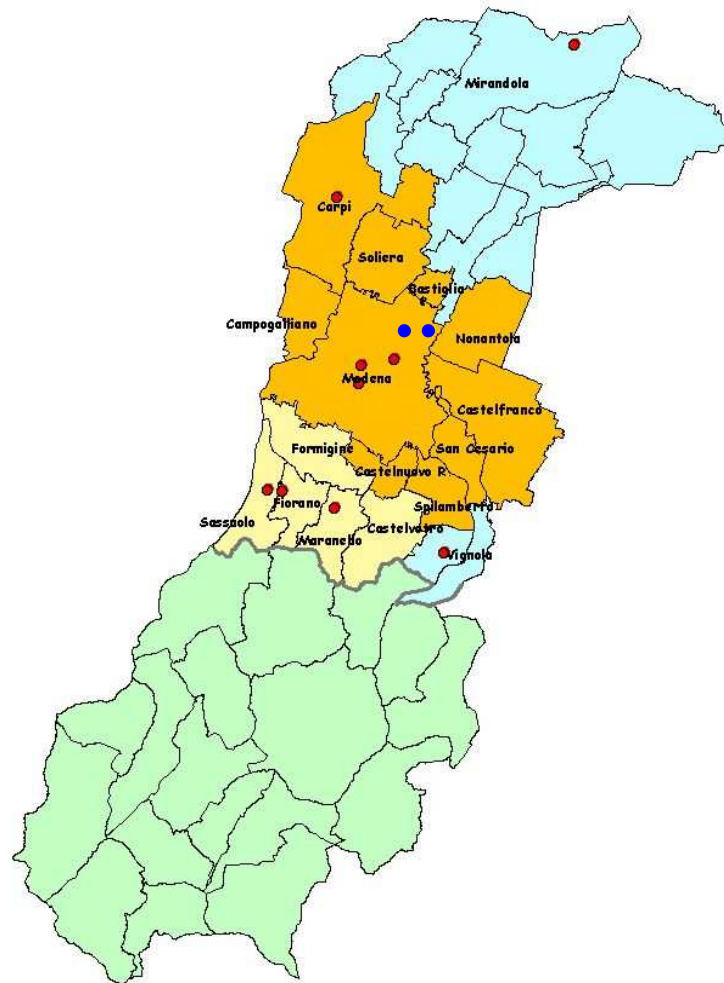 Mirandola
Carpi
Soliera
Bastiglia
Campogalliano
Nonantola
Modena
Castelfranco
Formigine
San Cesario
Castelnuovo R
Fiorano
Spilamberto
Sassuolo
Castelvetro
Maranello
Vignola